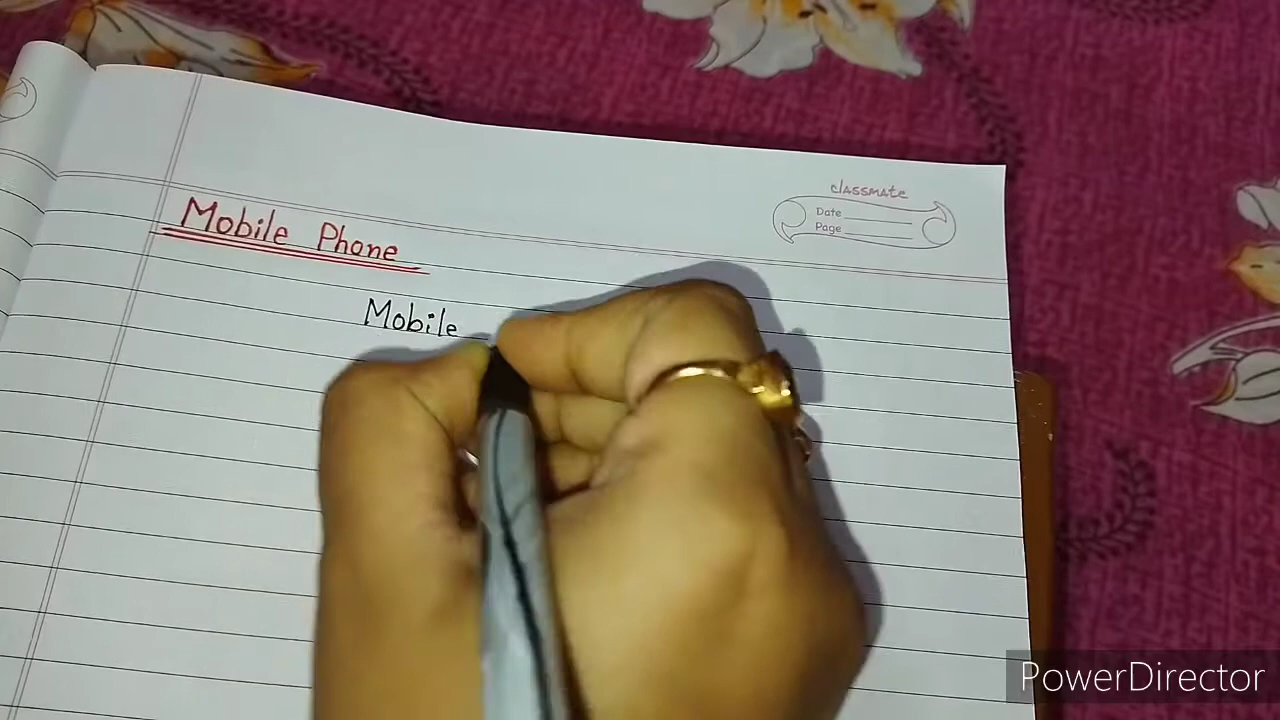 classmate
Date
Page
Mobile Phone
Mobile
PowerDirector